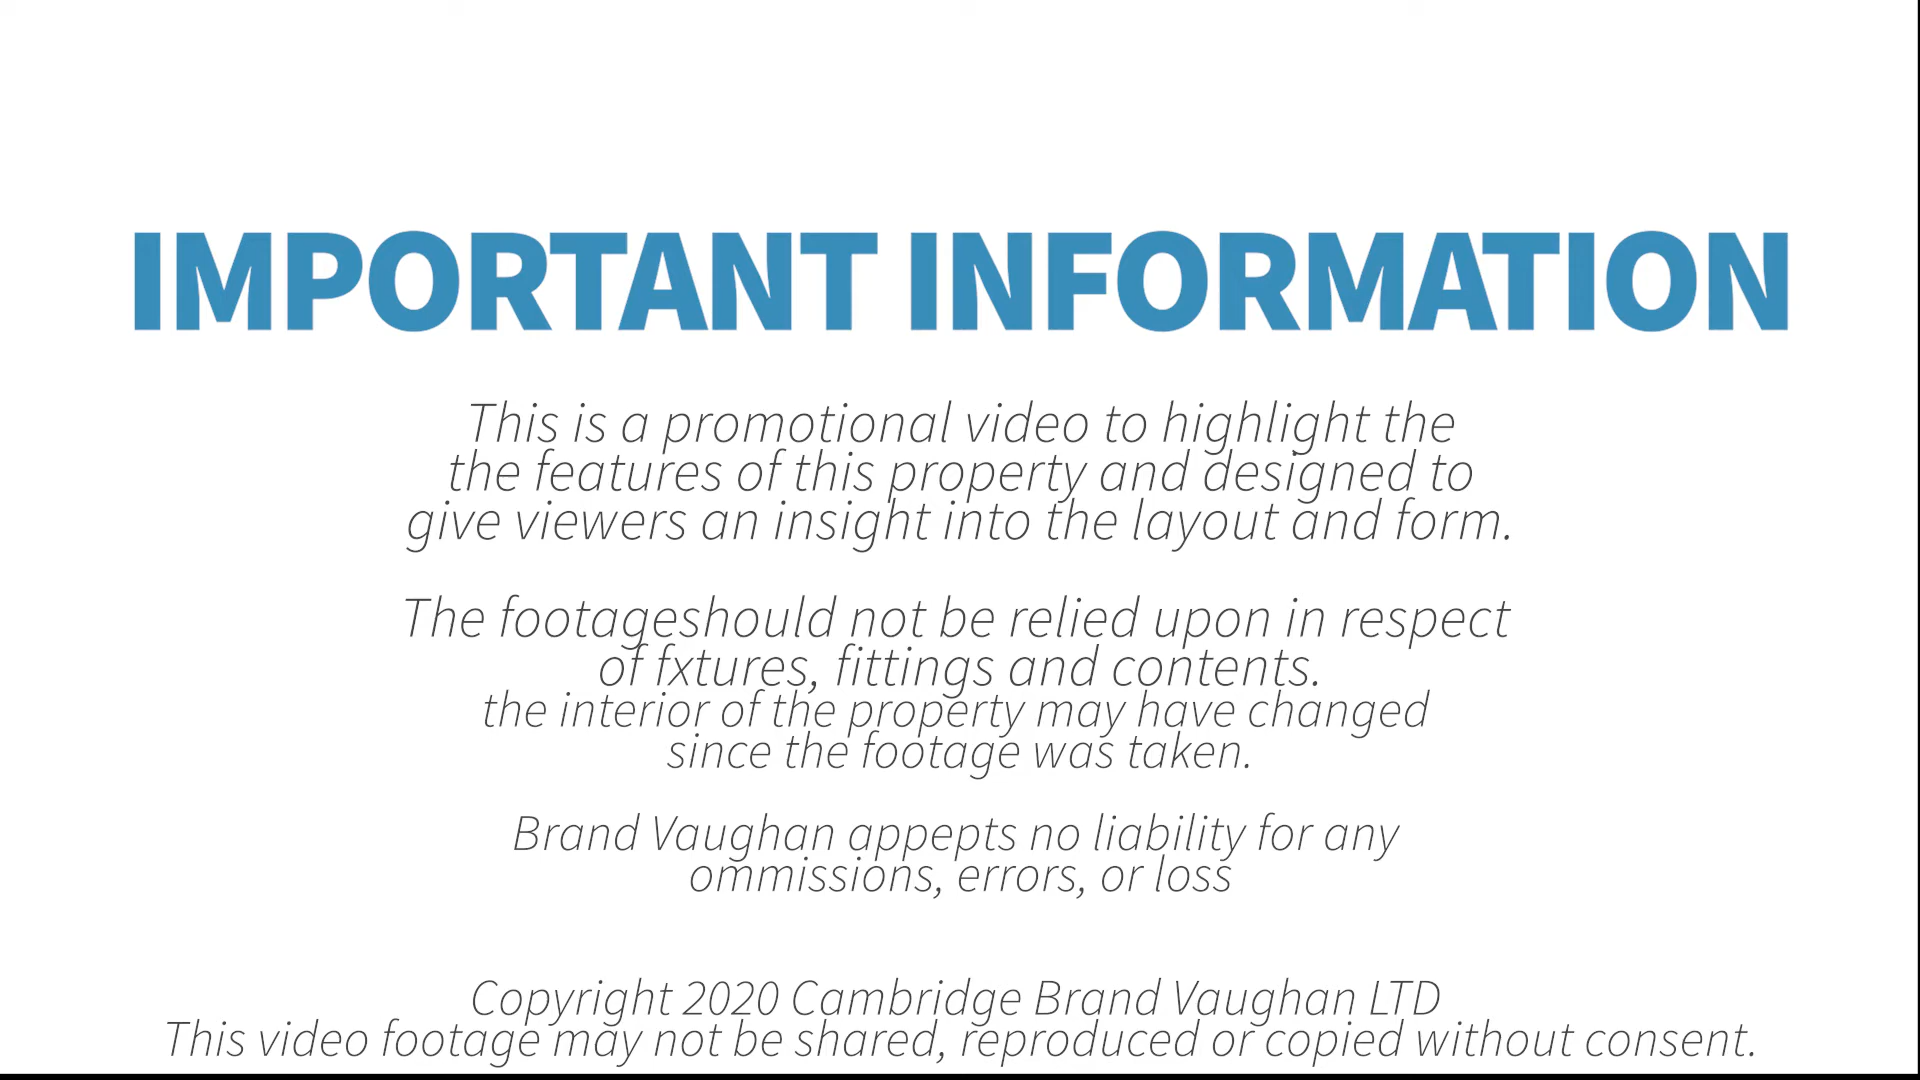 IMPORTANT INFORMATION
This is a promotional video to highlight the
the features of this property and designed to
give viewers an insight into the layout and form.
The footageshould not be relied upon in respect
of fxtures, fittings and contents.
the interior of the property may have changed
since the footage was taken.
Brand Vaughan appepts no liability for any
ommissions, errors, or loss
Copyright 2020 Cambridge Brand Vaughan LTD
This video footage may not be shared, reproduced or copied without consent.